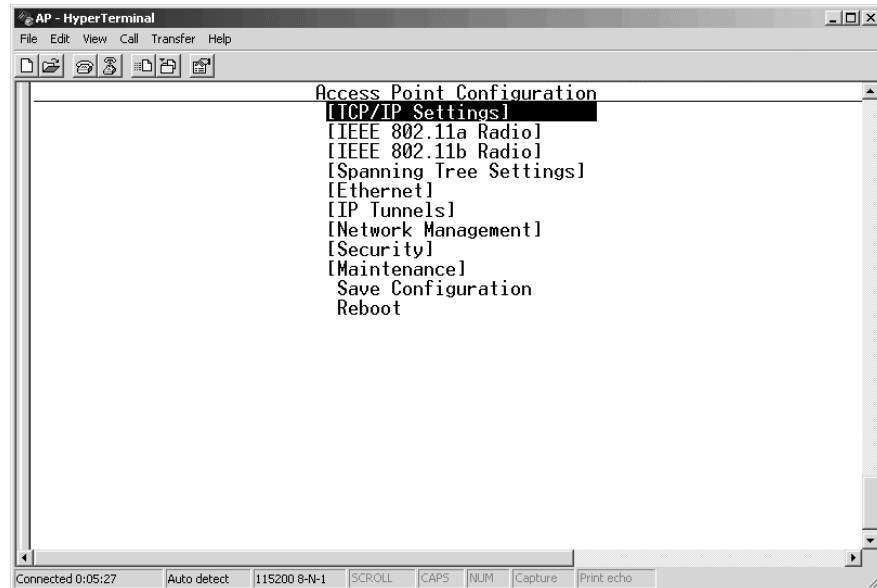 AP - HyperTerminal
File Edit View Call Transfer Help
Access Point Configuration
[TCP/IP Settings]
[IEEE 802.11a Radio]
[IEEE 802.11b Radio]
[Spanning Tree Settings]
[Ethernet]
[IP Tunnels]
[Network Management]
[Security]
[Maintenance]
Save Configuration
Reboot
Connected 0:05:27 Auto detect 115200 8-N-1 SCROLL CAPS NUM Capture Print echo